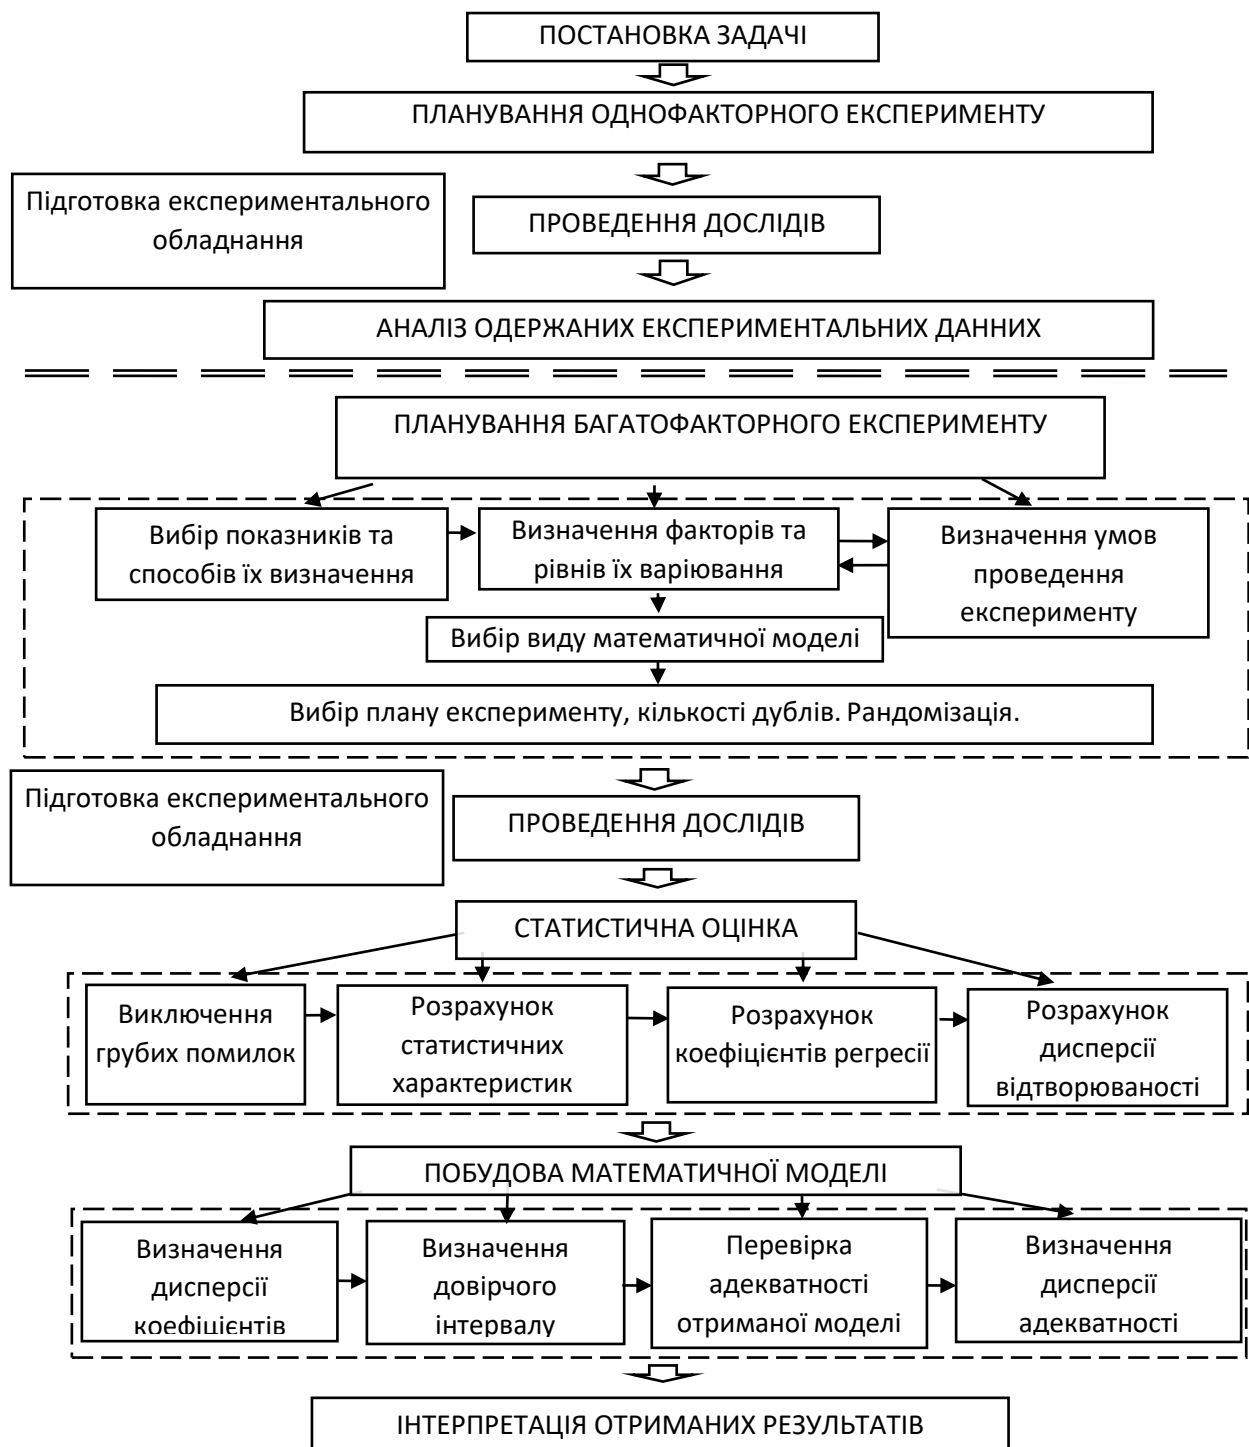 ПОСТАНОВКА ЗАДАЧІ
ПЛАНУВАННЯ ОДНОФАКТОРНОГО ЕКСПЕРИМЕНТУ
Підготовка експериментального
обладнання
ПРОВЕДЕННЯ ДОСЛІДІВ
АНАЛІЗ ОДЕРЖАНИХ ЕКСПЕРИМЕНТАЛЬНИХ ДАННИХ
ПЛАНУВАННЯ БАГАТОФАКТОРНОГО ЕКСПЕРИМЕНТУ
Вибір показників та
способів їх визначення
Визначення факторів та
рівнів їх варіювання
Визначення умов
проведення
експерименту
Вибір виду математичної моделі
Вибір плану експерименту, кількості дублів. Рандомізація.
Підготовка експериментального
обладнання
ПРОВЕДЕННЯ ДОСЛІДІВ
СТАТИСТИЧНА ОЦІНКА
Виключення
грубих помилок
Розрахунок
статистичних
характеристик
Розрахунок
коефіцієнтів регресії
Розрахунок
дисперсії
відтворюваності
ПОБУДОВА МАТЕМАТИЧНОЇ МОДЕЛІ
Визначення
дисперсії
коефіцієнтів
Визначення
довірчого
інтервалу
Перевірка
адекватності
отриманої моделі
Визначення
дисперсії
адекватності
ІНТЕРПРЕТАЦІЯ ОТРИМАНИХ РЕЗУЛЬТАТІВ